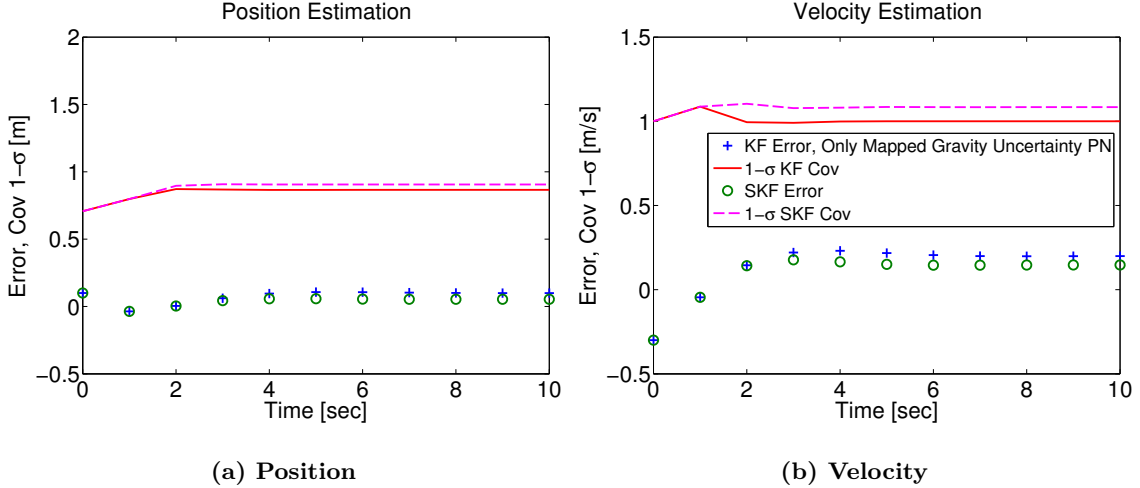 Position Estimation
2
1.5
1
0.5
0
−0.5
0
2
4
6
8
10
Error, Cov 1−σ [m]
Time [sec]
(a) Position
Velocity Estimation
1.5
1
0.5
0
−0.5
0
2
4
6
8
10
Error, Cov 1−σ [m/s]
Time [sec]
KF Error, Only Mapped Gravity Uncertainty PN
1−σ KF Cov
SKF Error
1−σ SKF Cov
(b) Velocity